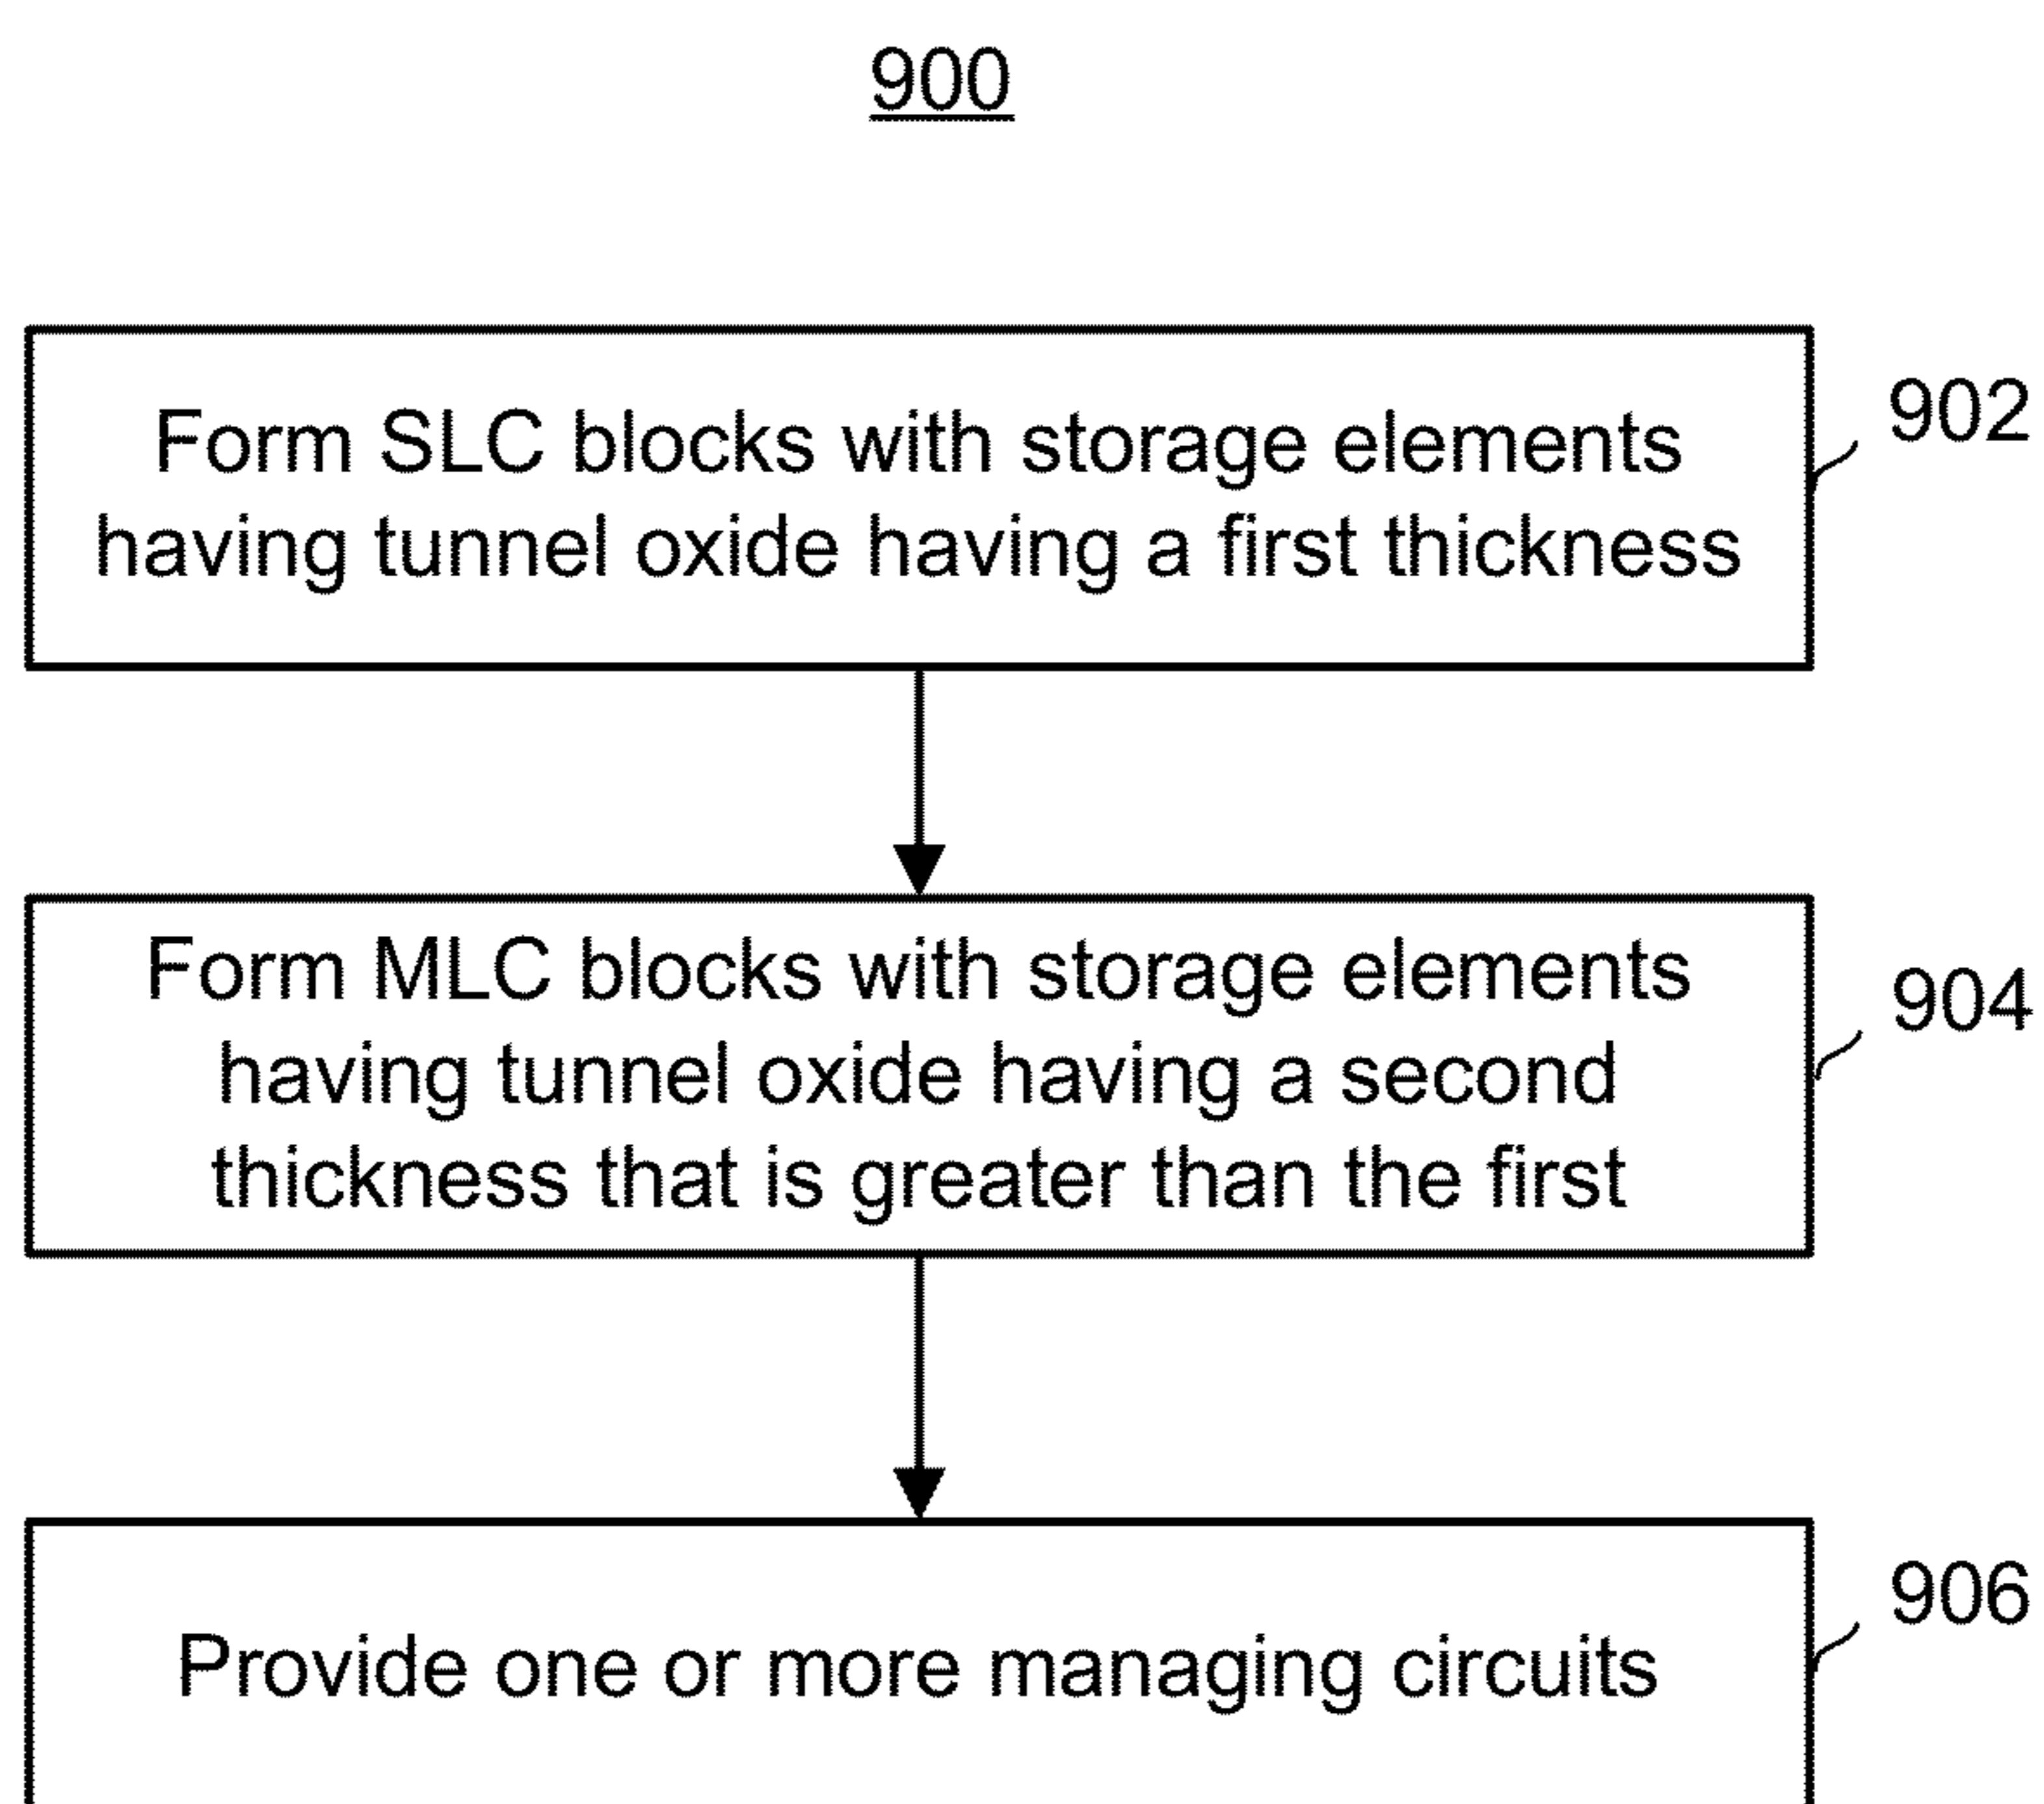 900
Form SLC blocks with storage elements
having tunnel oxide having a first thickness
902
Form MLC blocks with storage elements
having tunnel oxide having a second
thickness that is greater than the first
904
Provide one or more managing circuits
906